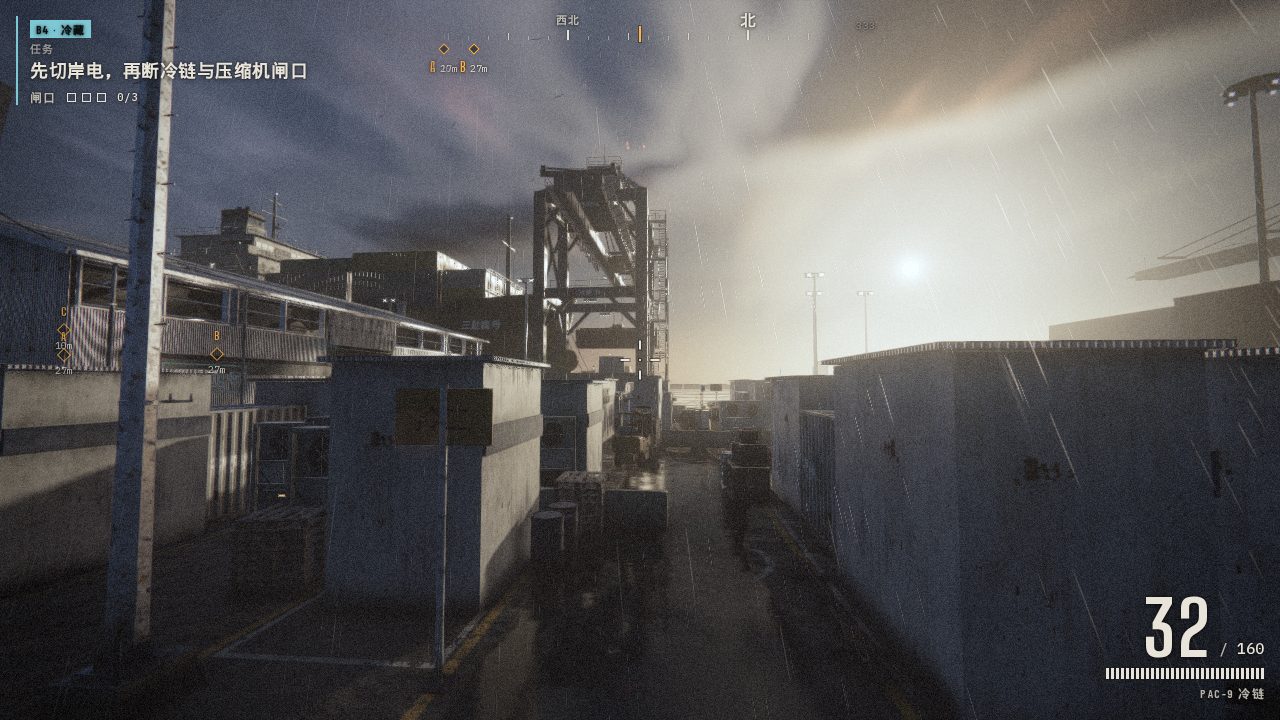 B4 · 冷藏
任务
先切岸电，再断冷链与压缩机闸口
闸口 0/3
西北
北
333
A 27m B 27m
C
10m
A
27m
B
27m
32 / 160
PAC-9 冷链